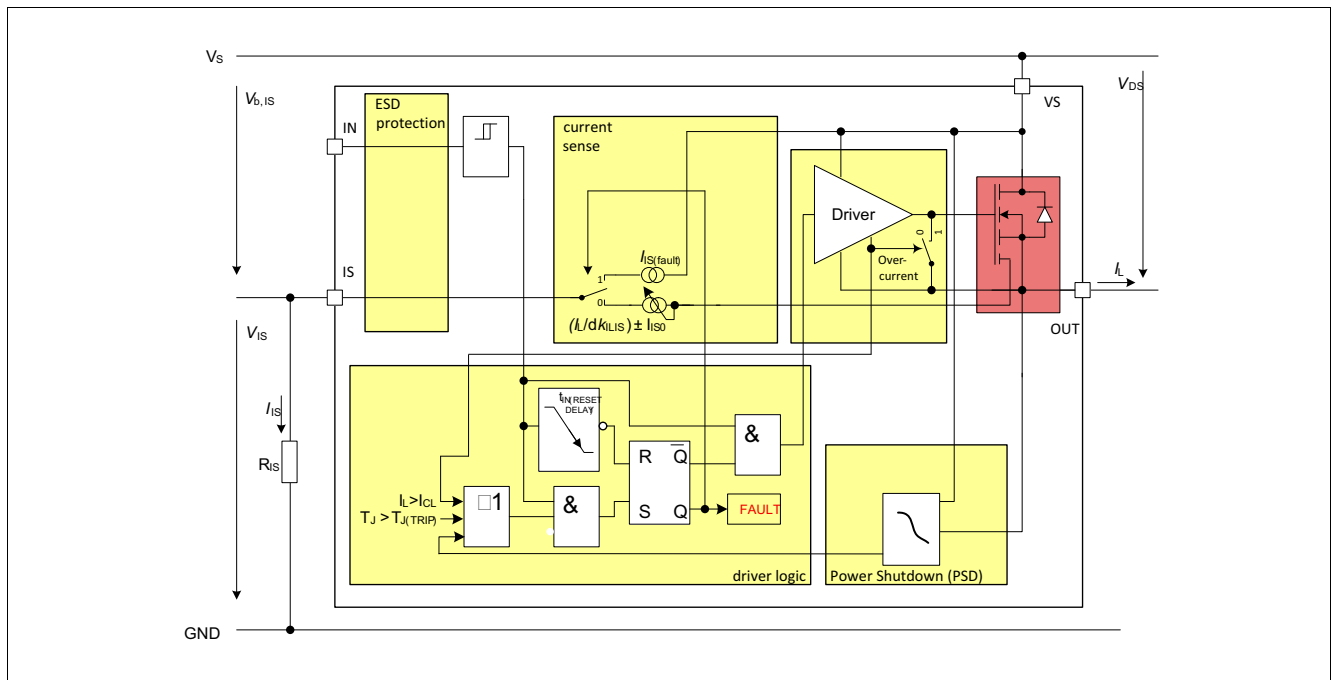 VS
VDS
Vb,IS
ESD
protection
VS
IN
current
sense
Driver
0
1
IIS(fault)
Over-
current
IS
1
0
IL
(IL/dkILIS) ± IIS0
OUT
VIS
tIN(RESET
DELAY)
&
IIS
R
Q
RIS
IL>ICL
□1
&
TJ > TJ(TRIP)
S
Q
FAULT
driver logic
Power Shutdown (PSD)
GND